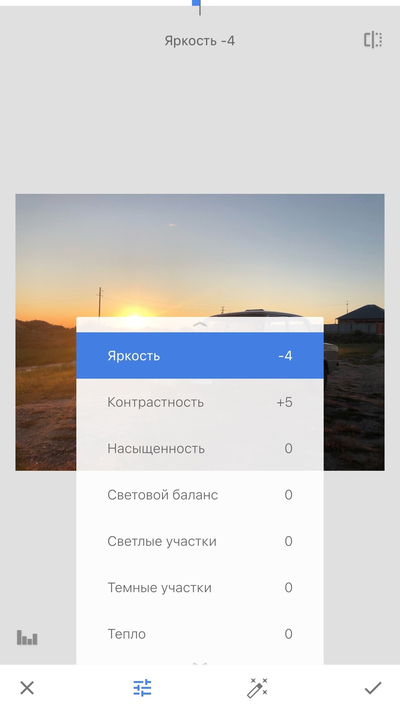 Яркость -4
Яркость -4
Контрастность +5
Насыщенность 0
Световой баланс 0
Светлые участки 0
Темные участки 0
Тепло 0